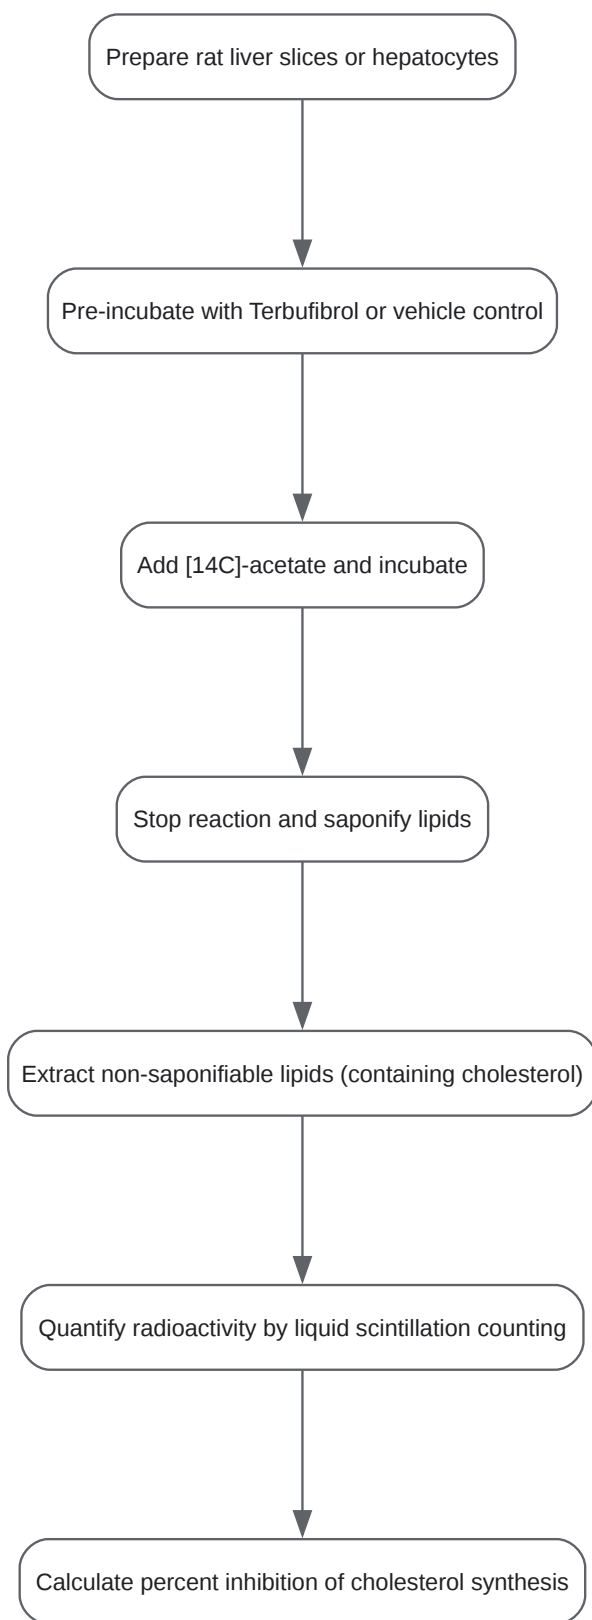 Prepare rat liver slices or hepatocytes
Pre-incubate with Terbufibrol or vehicle control
Add [14C]-acetate and incubate
Stop reaction and saponify lipids
Extract non-saponifiable lipids (containing cholesterol)
Quantify radioactivity by liquid scintillation counting
Calculate percent inhibition of cholesterol synthesis